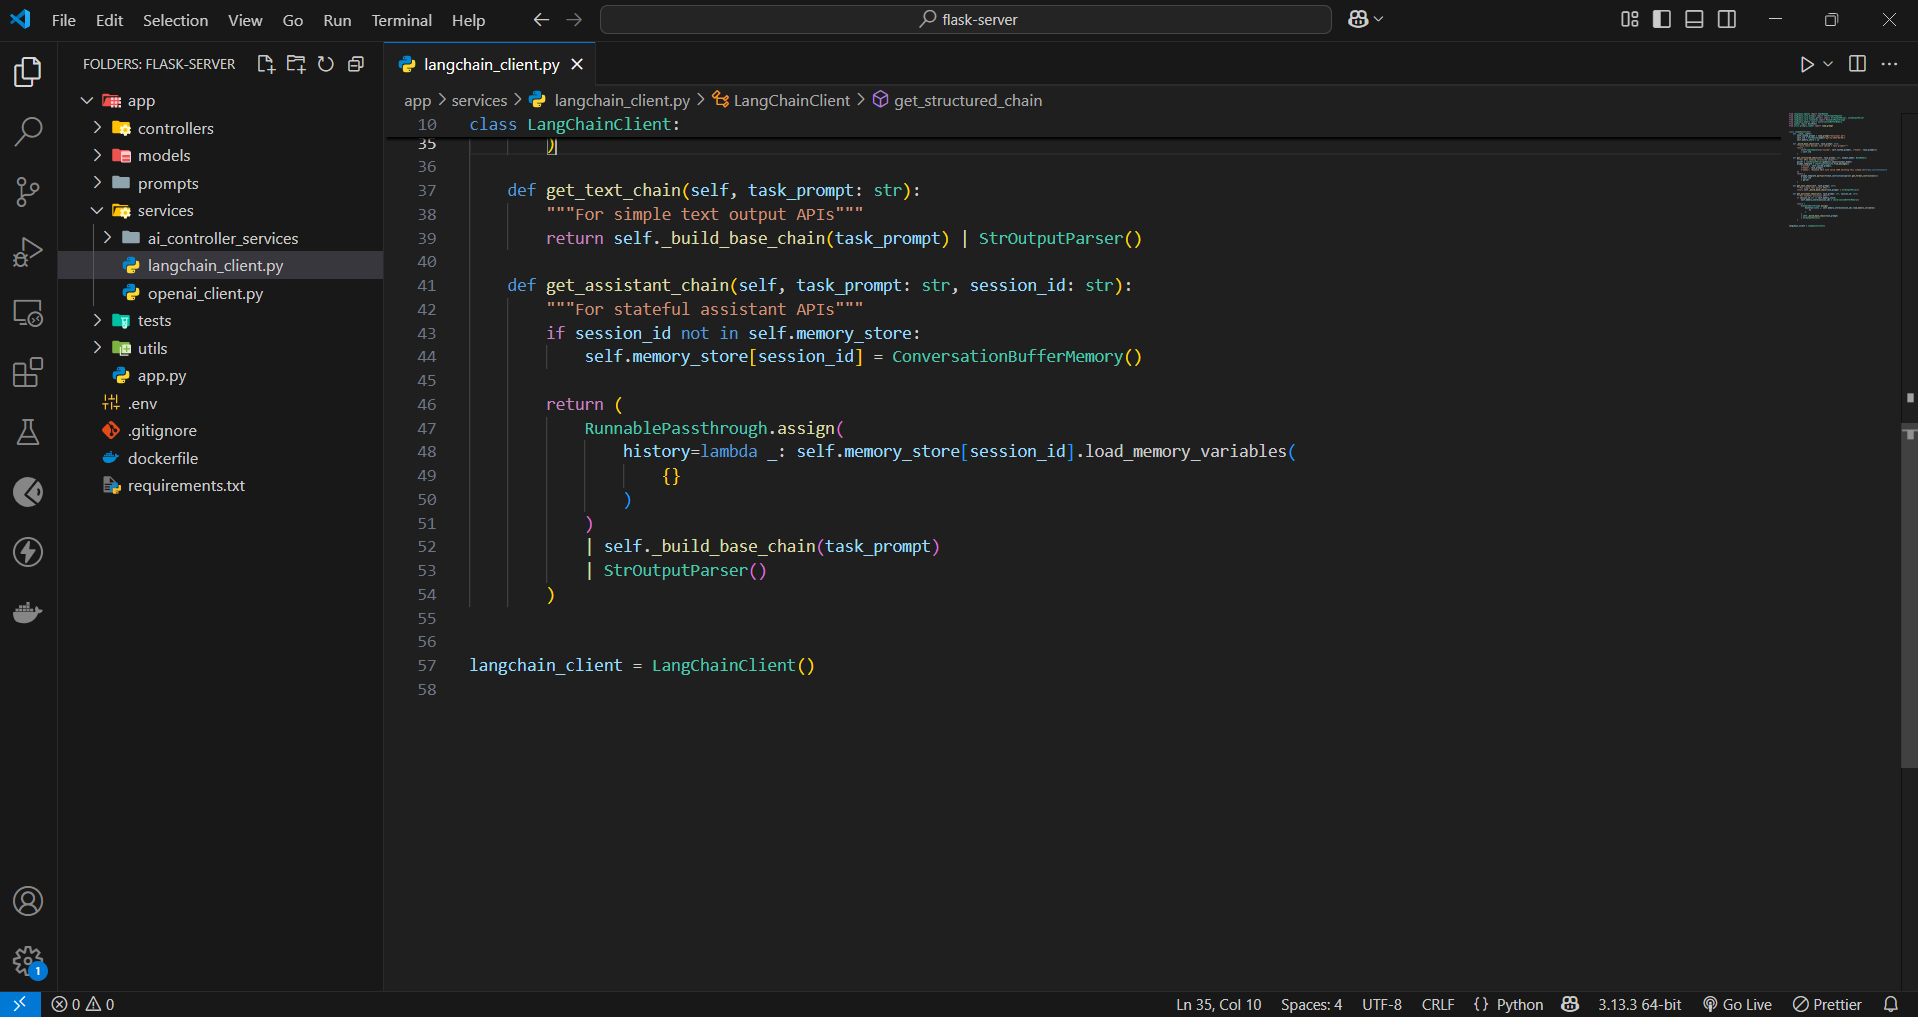 File Edit Selection View Go Run Terminal Help
flask-server
FOLDERS: FLASK-SERVER
app
controllers
models
prompts
services
ai_controller_services
langchain_client.py
openai_client.py
tests
utils
app.py
.env
.gitignore
dockerfile
requirements.txt
1
langchain_client.py
app > services > langchain_client.py > LangChainClient > get_structured_chain
10 class LangChainClient:
35 )
36
37 def get_text_chain(self, task_prompt: str):
38 """For simple text output APIs"""
39 return self._build_base_chain(task_prompt) | StrOutputParser()
40
41 def get_assistant_chain(self, task_prompt: str, session_id: str):
42 """For stateful assistant APIs"""
43 if session_id not in self.memory_store:
44 self.memory_store[session_id] = ConversationBufferMemory()
45
46 return (
47 RunnablePassthrough.assign(
48 history=lambda _: self.memory_store[session_id].load_memory_variables(
49 {}
50 )
51 )
52 | self._build_base_chain(task_prompt)
53 | StrOutputParser()
54 )
55
56
57 langchain_client = LangChainClient()
58
0 0 Ln 35, Col 10 Spaces: 4 UTF-8 CRLF {} Python 3.13.3 64-bit Go Live Prettier